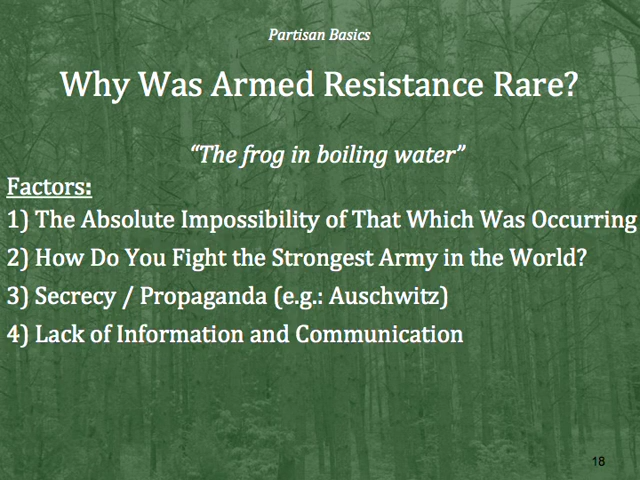 Partisan Basics
Why Was Armed Resistance Rare?
“The frog in boiling water”
Factors:
1) The Absolute Impossibility of That Which Was Occurring
2) How Do You Fight the Strongest Army in the World?
3) Secrecy / Propaganda (e.g.: Auschwitz)
4) Lack of Information and Communication
18